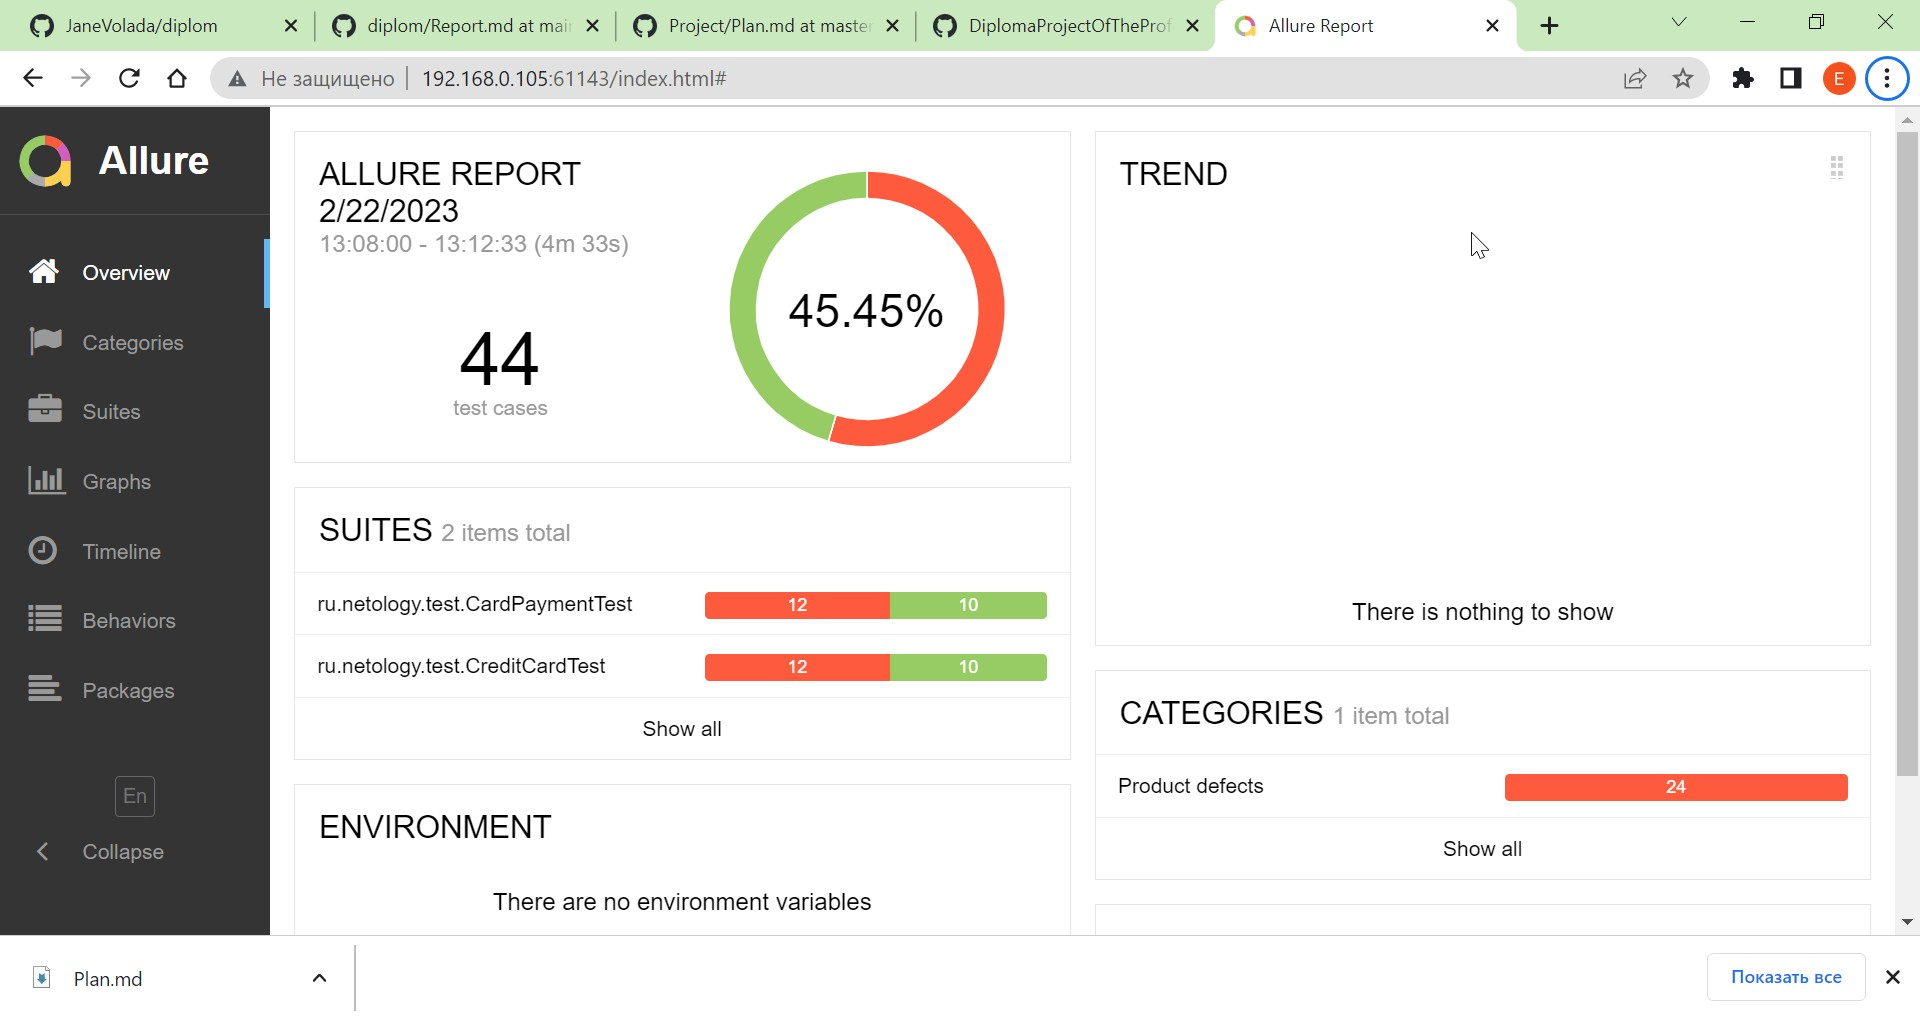 JaneVolada/diplom
diplom/Report.md at mai
Project/Plan.md at maste
DiplomaProjectOfTheProf
Allure Report
Не защищено
192.168.0.105:61143/index.html#
E
Allure
Overview
Categories
Suites
Graphs
Timeline
Behaviors
Packages
En
Collapse
ALLURE REPORT
2/22/2023
13:08:00 - 13:12:33 (4m 33s)
44
test cases
45.45%
SUITES 2 items total
ru.netology.test.CardPaymentTest 12 10
ru.netology.test.CreditCardTest 12 10
Show all
ENVIRONMENT
There are no environment variables
TREND
There is nothing to show
CATEGORIES 1 item total
Product defects 24
Show all
Plan.md
Показать все